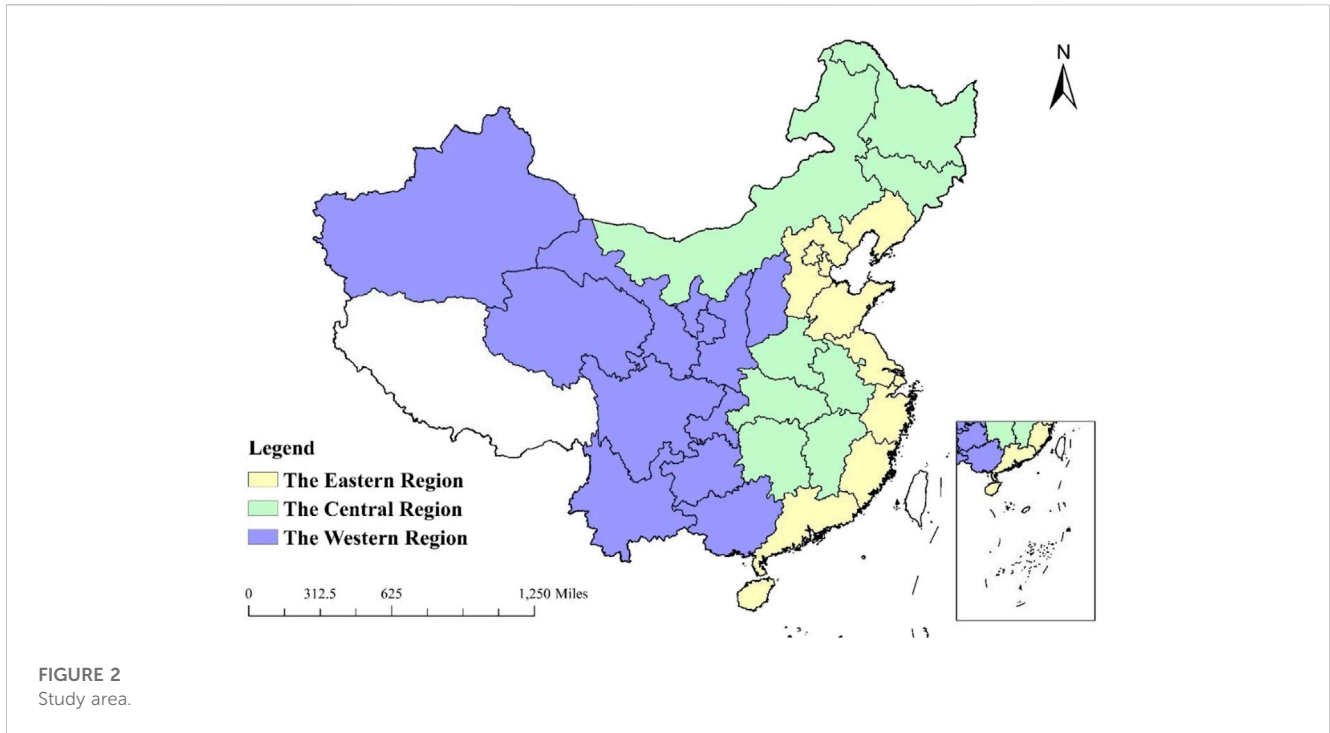 N
Legend
The Eastern Region
The Central Region
The Western Region
0 312.5 625 1,250 Miles
FIGURE 2
Study area.